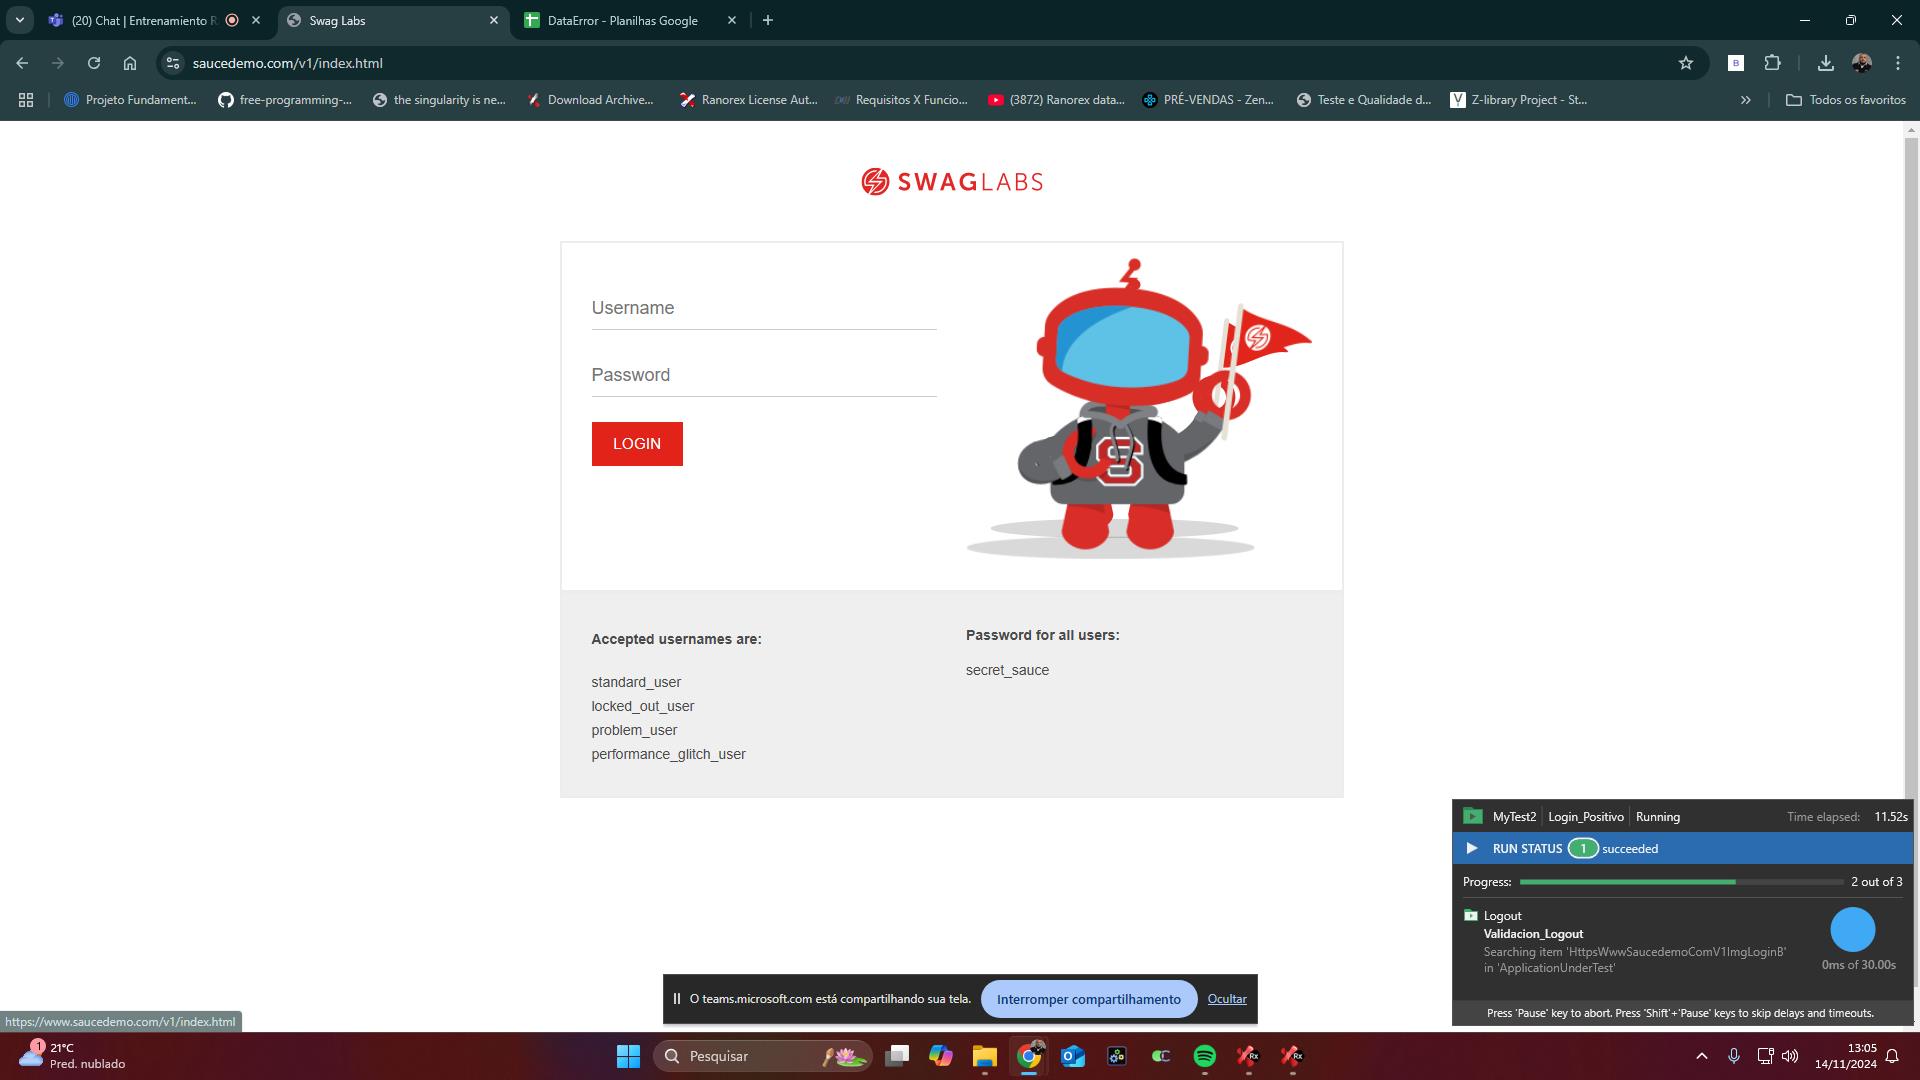 (20) Chat | Entrenamiento R
Swag Labs
DataError - Planilhas Google
saucedemo.com/v1/index.html
Projeto Fundament...
free-programming-...
the singularity is ne...
Download Archive...
Ranorex License Aut...
Requisitos X Funcio...
(3872) Ranorex data...
PRÉ-VENDAS - Zen...
Teste e Qualidade d...
Z-library Project - St...
Todos os favoritos
SWAGLABS
Username
Password
LOGIN
S
Accepted usernames are:
standard_user
locked_out_user
problem_user
performance_glitch_user
Password for all users:
secret_sauce
MyTest2 Login_Positivo Running Time elapsed: 11.52s
RUN STATUS 1 succeeded
Progress: 2 out of 3
Logout
Validacion_Logout
Searching item 'HttpsWwwSaucedemoComV1ImgLoginB'
in 'ApplicationUnderTest'
0ms of 30.00s
Press 'Pause' key to abort. Press 'Shift'+'Pause' keys to skip delays and timeouts.
O teams.microsoft.com está compartilhando sua tela.
Interromper compartilhamento
Ocultar
https://www.saucedemo.com/v1/index.html
1
21°C
Pred. nublado
Pesquisar
13:05
14/11/2024